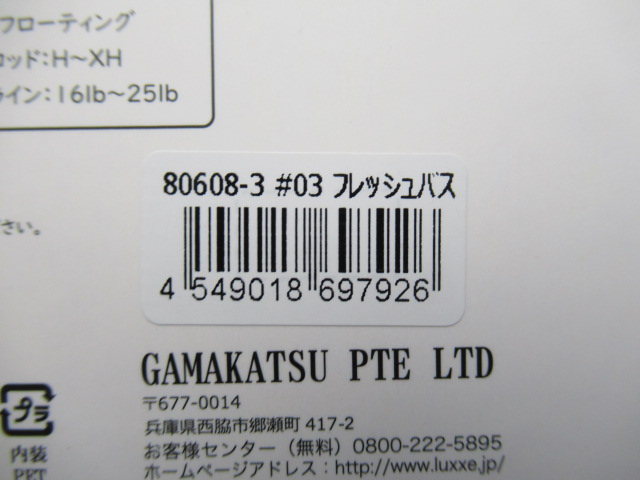 フローティング
ロッド：H〜XH
ライン：16lb〜25lb
80608-3 #03 フレッシュバス
4 549018 697926
さい。
GAMAKATSU PTE LTD
〒677-0014
兵庫県西脇市郷瀬町 417-2
お客様センター（無料）0800-222-5895
ホームページアドレス：http://www.luxxe.jp/
プラ
内装
PET